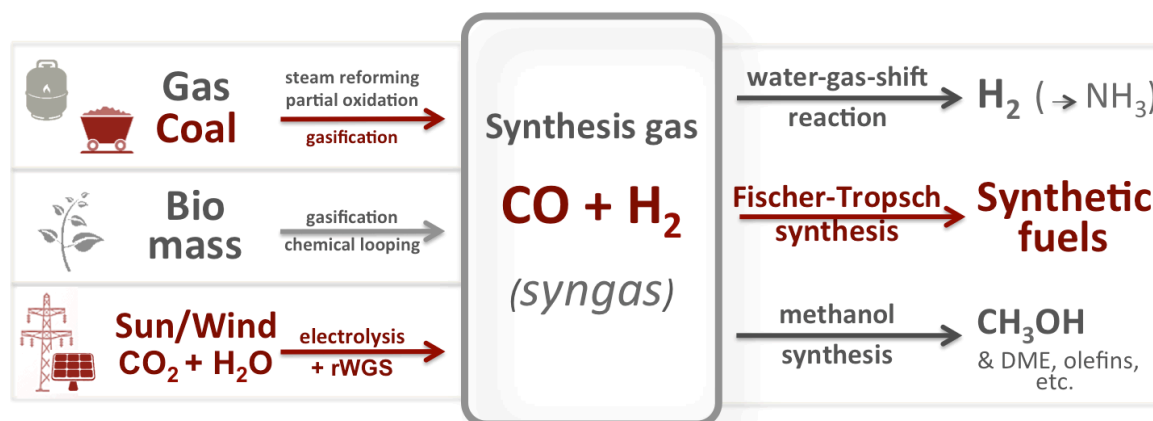 Gas
Coal
steam reforming
partial oxidation
gasification
Bio
mass
gasification
chemical looping
Sun/Wind
CO₂ + H₂O
electrolysis
+ rWGS
Synthesis gas
CO + H₂
(syngas)
water-gas-shift
reaction
H₂ (→ NH₃)
Fischer-Tropsch
synthesis
Synthetic
fuels
methanol
synthesis
CH₃OH
& DME, olefins,
etc.